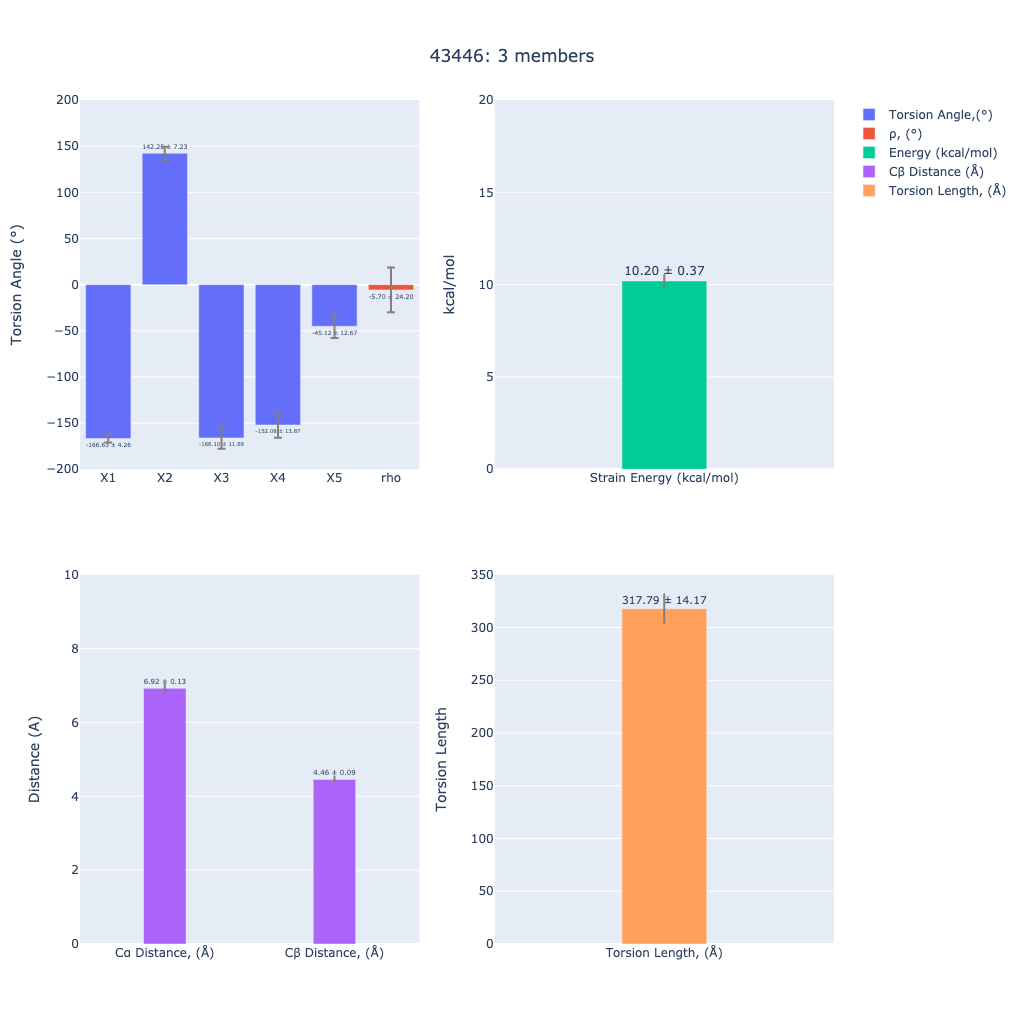 43446: 3 members
Torsion Angle (°)
200
150
100
50
0
−50
−100
−150
−200
-166.63 ± 4.26
142.25 ± 7.23
-166.10 ± 11.69
-152.08 ± 13.87
-45.12 ± 12.67
-5.70 ± 24.20
X1 X2 X3 X4 X5 rho
kcal/mol
20
15
10
5
0
10.20 ± 0.37
Strain Energy (kcal/mol)
Torsion Angle,(°)
ρ, (°)
Energy (kcal/mol)
Cβ Distance (Å)
Torsion Length, (Å)
Distance (A)
10
8
6
4
2
0
6.92 ± 0.13
4.46 ± 0.09
Cα Distance, (Å) Cβ Distance, (Å)
Torsion Length
350
300
250
200
150
100
50
0
317.79 ± 14.17
Torsion Length, (Å)